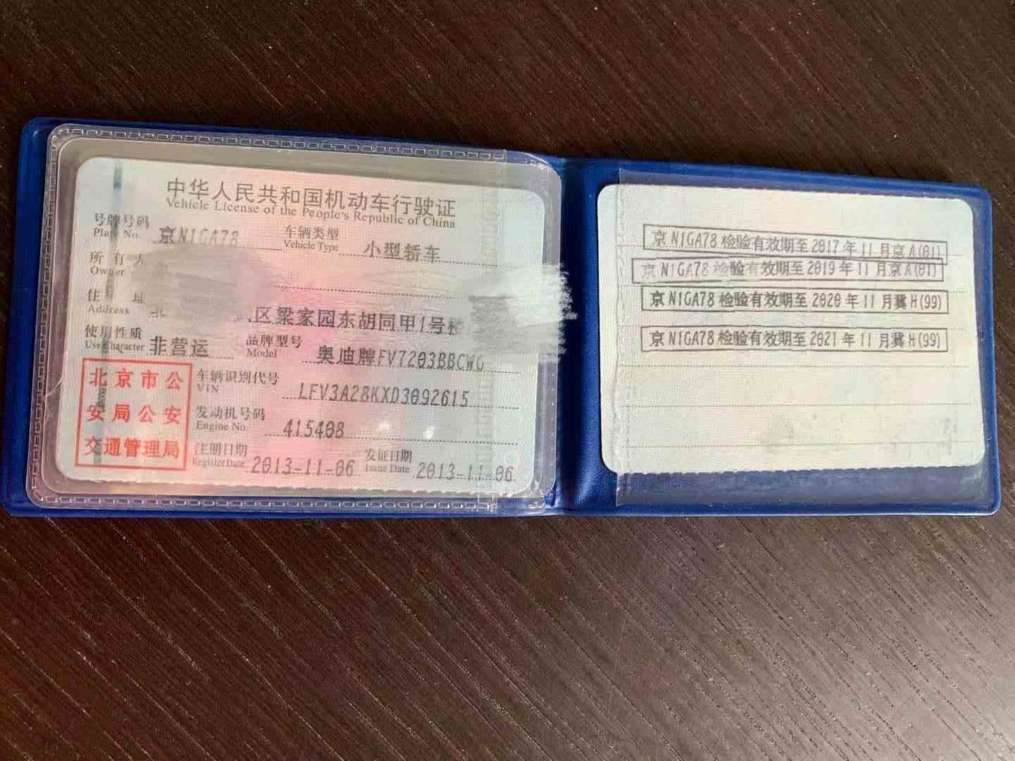 中华人民共和国机动车行驶证
Vehicle License of the People's Republic of China
号牌号码 京N1GA78 车辆类型 小型轿车
Plate No. Vehicle Type
所有人
Owner
住 址 区梁家园东胡同甲1号楼
Address
使用性质 非营运 品牌型号 奥迪牌FV7203BBCWG
Use Character Model
北京市公安局公安交通管理局
车辆识别代号 LFV3A28KXD3092615
VIN
发动机号码 415408
Engine No.
注册日期 2013-11-06 发证日期 2013-11-06
Register Date Issue Date
京N1GA78 检验有效期至2017年11月京A(01)
京N1GA78 检验有效期至2019年11月京A(01)
京N1GA78 检验有效期至2020年11月冀H(99)
京N1GA78 检验有效期至2021年11月冀H(99)